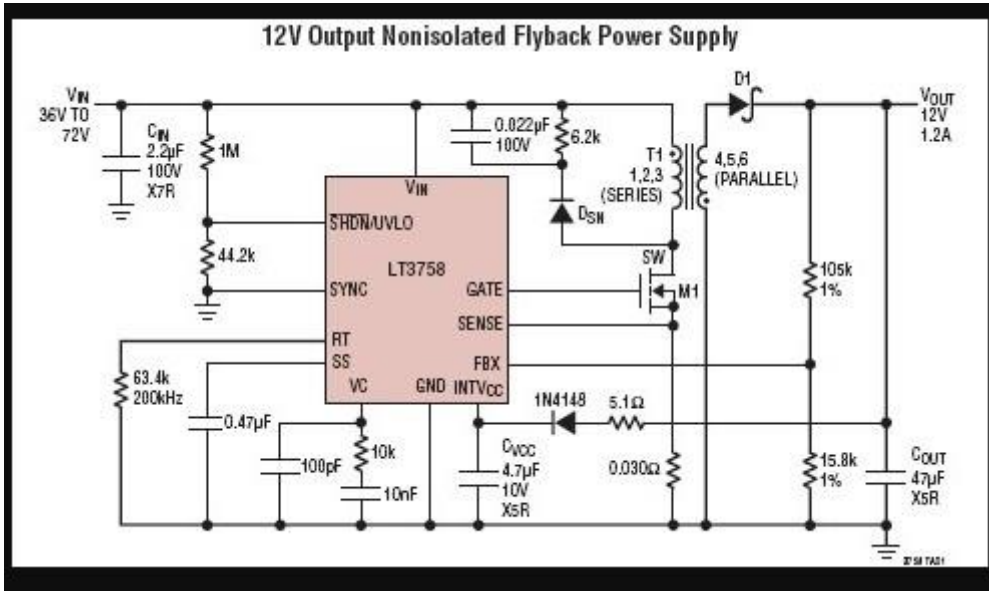 12V Output Nonisolated Flyback Power Supply
VIN
36V TO
72V
CIN
2.2µF
100V
X7R
1M
44.2k
0.022µF
100V
6.2k
DSN
T1
1,2,3
(SERIES)
4,5,6
(PARALLEL)
D1
VOUT
12V
1.2A
VIN
SHDN/UVLO
LT3758
SYNC
GATE
SENSE
RT
SS
FBX
VC
GND
INTVCC
SW
M1
105k
1%
63.4k
200kHz
0.47µF
100pF
10k
10nF
CVCC
4.7µF
10V
X5R
1N4148
5.1Ω
0.030Ω
15.8k
1%
COUT
47µF
X5R